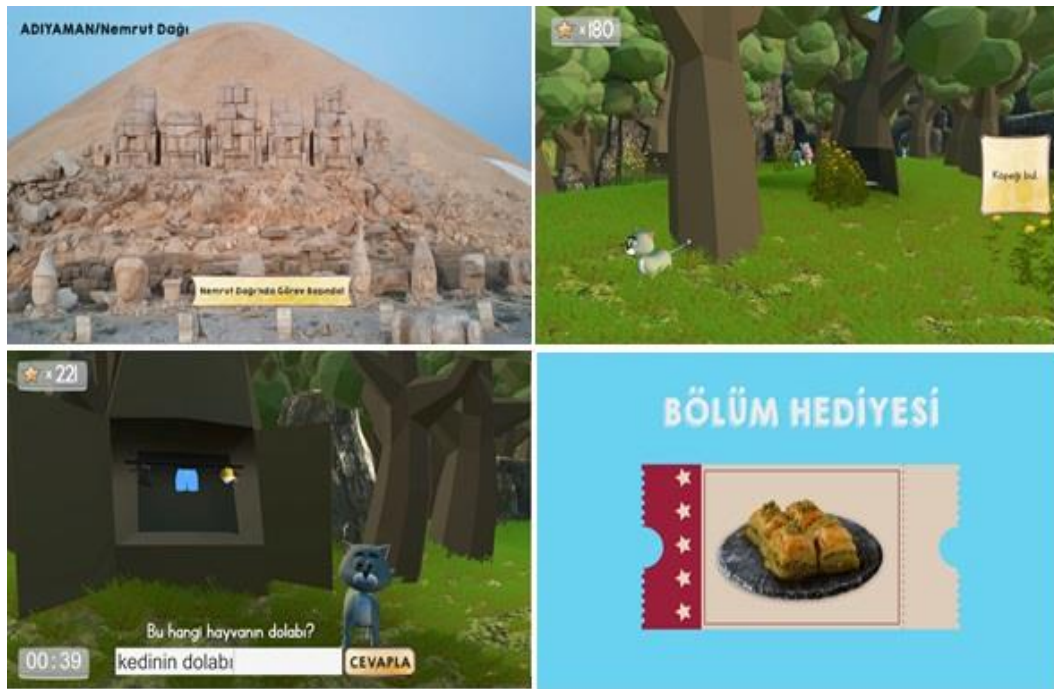 ADIYAMAN/Nemrut Dağı
Nemrut Dağı'nda Görev Başında!
x 180
Köpeği bul.
x 221
Bu hangi hayvanın dolabı?
00:39
kedinin dolabı
CEVAPLA
BÖLÜM HEDİYESİ